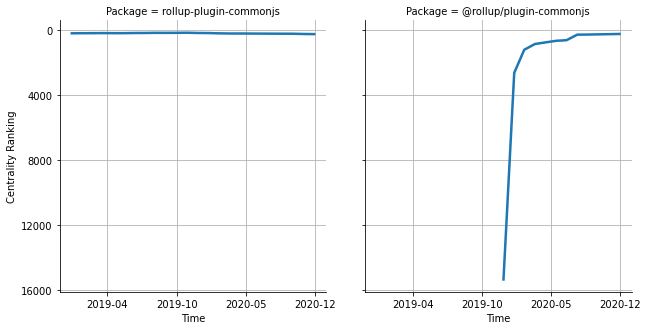 Package = rollup-plugin-commonjs
Package = @rollup/plugin-commonjs
0
4000
8000
12000
16000
Centrality Ranking
2019-04
2019-10
2020-05
2020-12
Time
2019-04
2019-10
2020-05
2020-12
Time